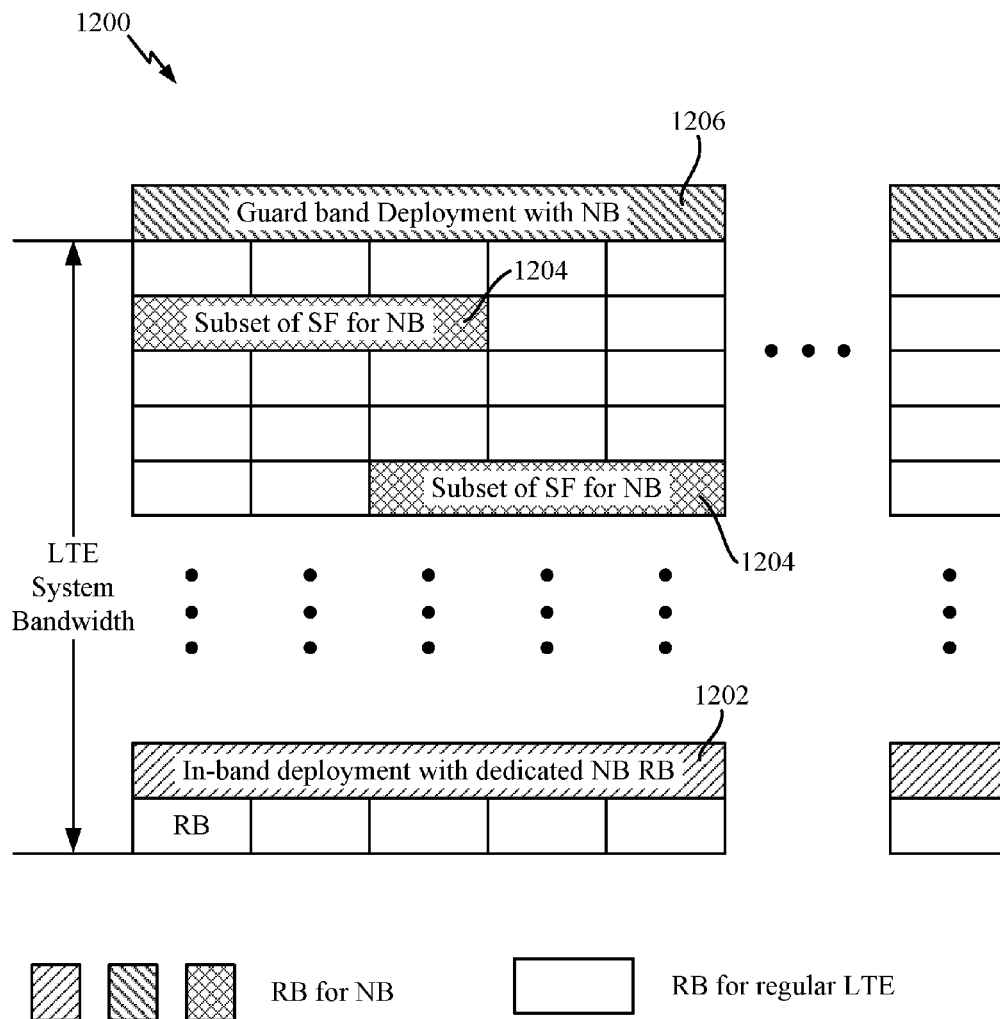 1200
1206
Guard band Deployment with NB
1204
Subset of SF for NB
Subset of SF for NB
1204
LTE
System
Bandwidth
1202
In-band deployment with dedicated NB RB
RB
RB for NB
RB for regular LTE